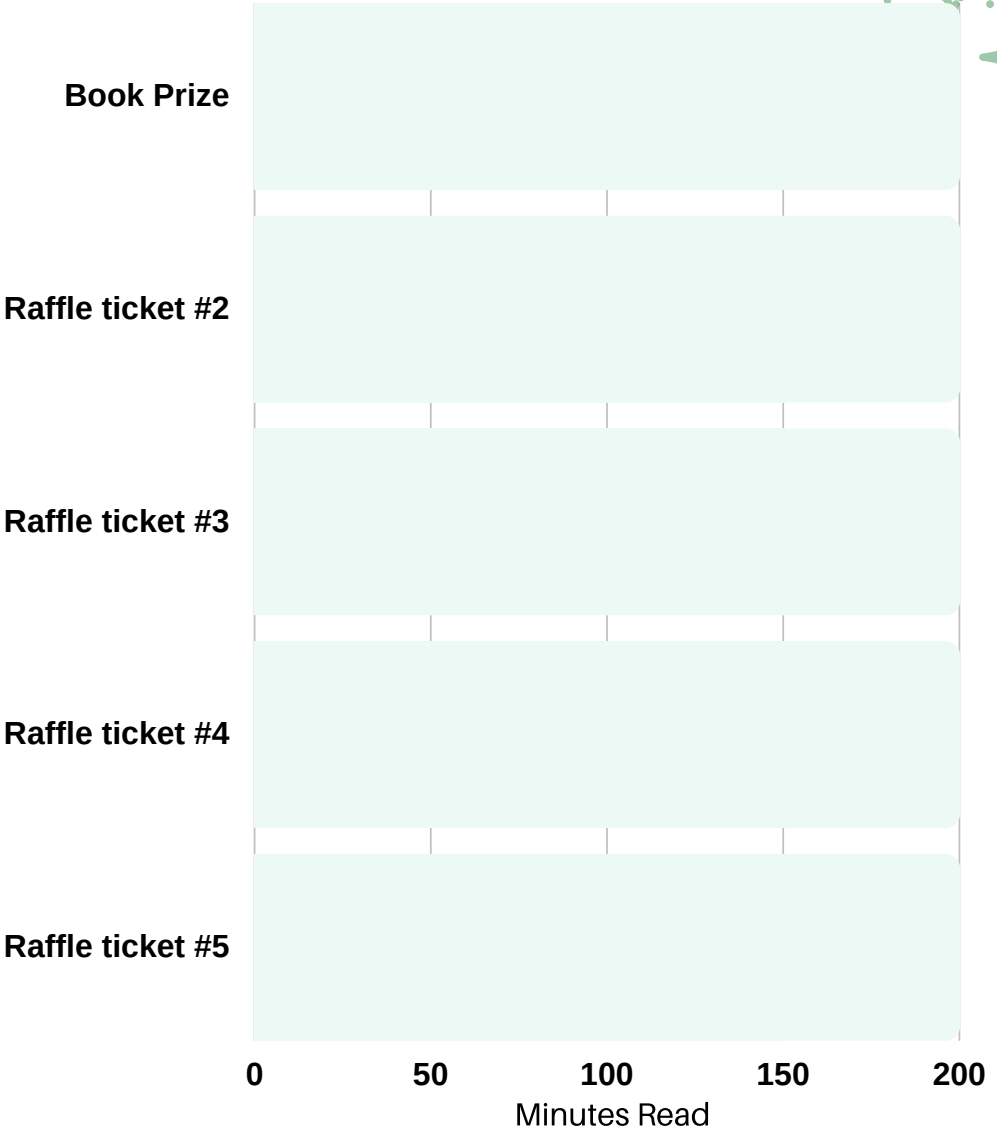 Book Prize
Raffle ticket #2
Raffle ticket #3
Raffle ticket #4
Raffle ticket #5
0 50 100 150 200
Minutes Read